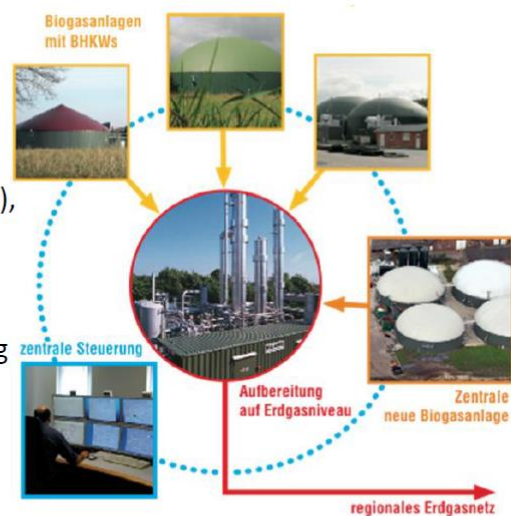 Biogasanlagen
mit BHKWs
),
g
zentrale Steuerung
Aufbereitung
auf Erdgasniveau
Zentrale
neue Biogasanlage
regionales Erdgasnetz